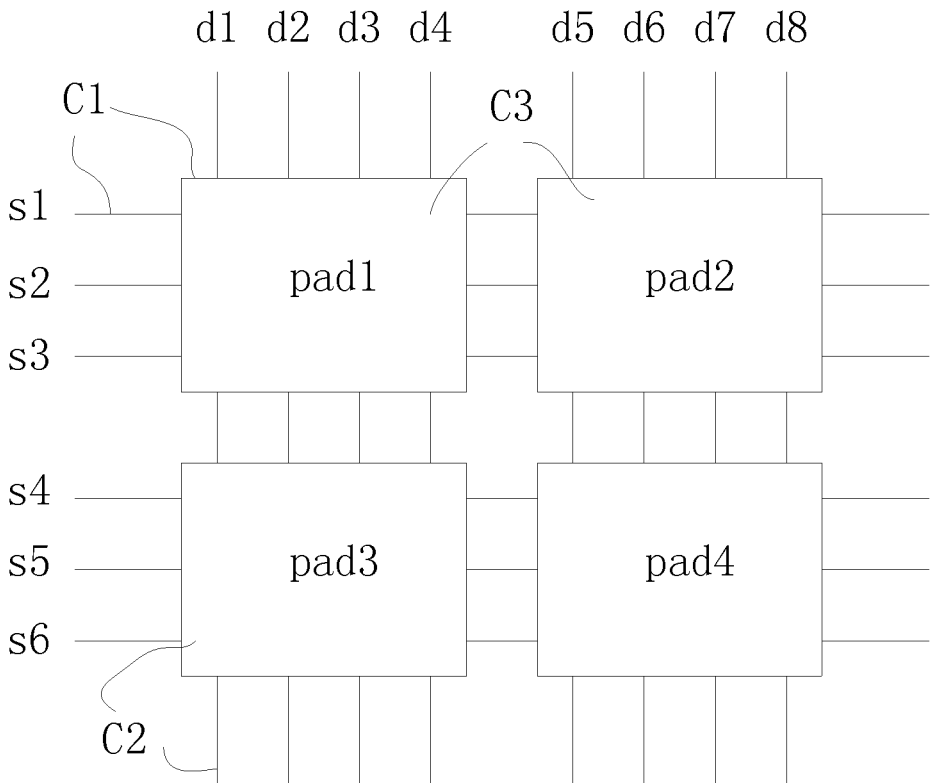 d1 d2 d3 d4 d5 d6 d7 d8
C1 C3
s1
pad1 pad2
s2
s3
s4
pad3 pad4
s5
s6
C2